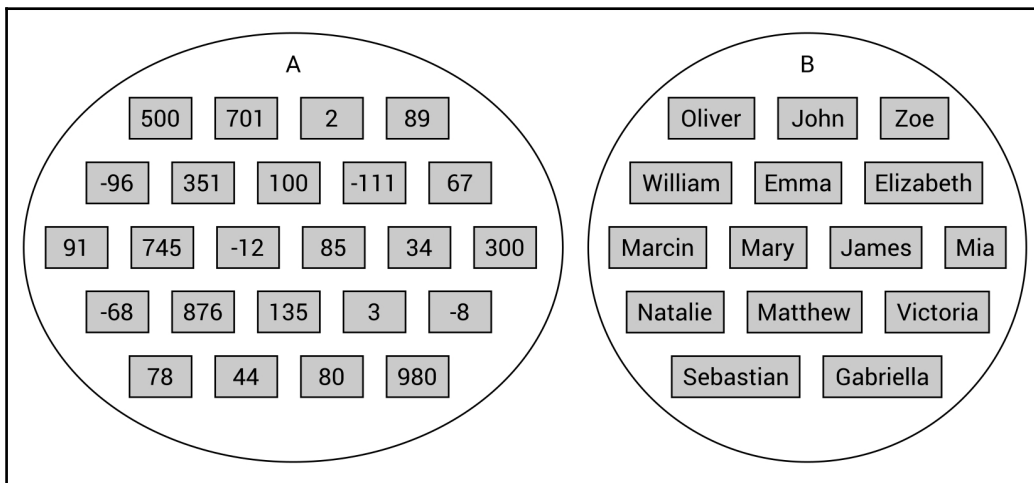 A
500 701 2 89
-96 351 100 -111 67
91 745 -12 85 34 300
-68 876 135 3 -8
78 44 80 980
B
Oliver John Zoe
William Emma Elizabeth
Marcin Mary James Mia
Natalie Matthew Victoria
Sebastian Gabriella